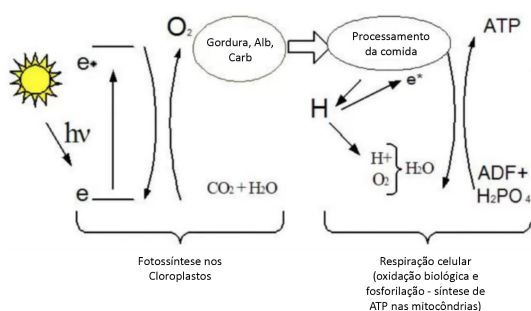 O₂
Gordura, Alb,
Carb
Processamento
da comida
ATP
e*
e*
hν
H
e
CO₂ + H₂O
H+
O₂
H₂O
ADF+
H₂PO₄
Fotossíntese nos
Cloroplastos
Respiração celular
(oxidação biológica e
fosforilação - síntese de
ATP nas mitocôndrias)